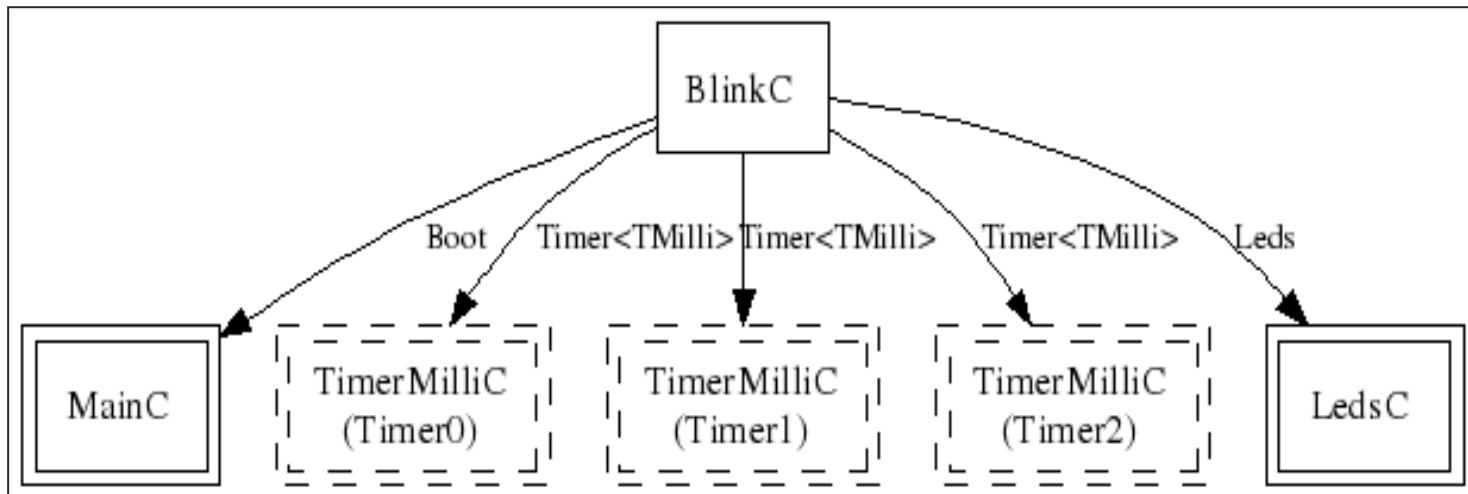 BlinkC
Boot
Timer<TMilli>
Timer<TMilli>
Timer<TMilli>
Leds
MainC
TimerMilliC
(Timer0)
TimerMilliC
(Timer1)
TimerMilliC
(Timer2)
LedsC